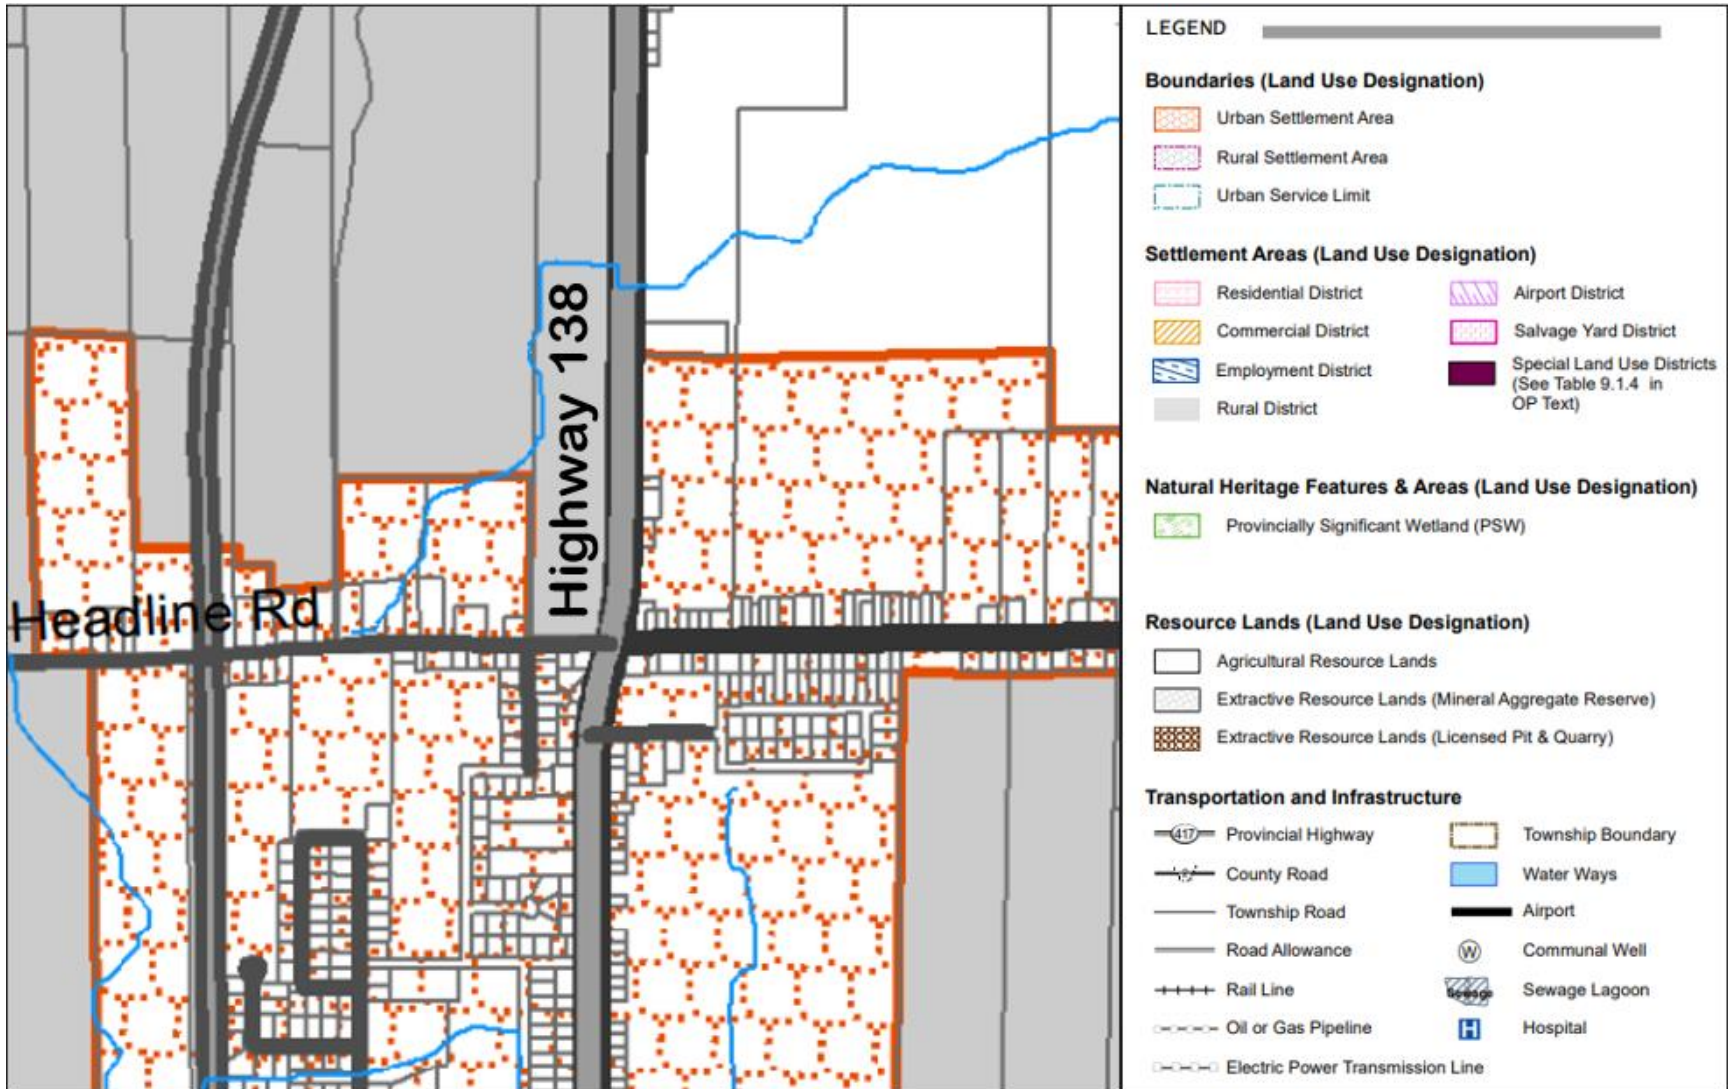 Highway 138
Headline Rd
LEGEND
Boundaries (Land Use Designation)
Urban Settlement Area
Rural Settlement Area
Urban Service Limit
Settlement Areas (Land Use Designation)
Residential District
Airport District
Commercial District
Salvage Yard District
Employment District
Special Land Use Districts
(See Table 9.1.4 in
OP Text)
Rural District
Natural Heritage Features & Areas (Land Use Designation)
Provincially Significant Wetland (PSW)
Resource Lands (Land Use Designation)
Agricultural Resource Lands
Extractive Resource Lands (Mineral Aggregate Reserve)
Extractive Resource Lands (Licensed Pit & Quarry)
Transportation and Infrastructure
417
Provincial Highway
Township Boundary
County Road
Water Ways
Township Road
Airport
Road Allowance
W
Communal Well
Rail Line
Sewage
Sewage Lagoon
Oil or Gas Pipeline
H
Hospital
Electric Power Transmission Line